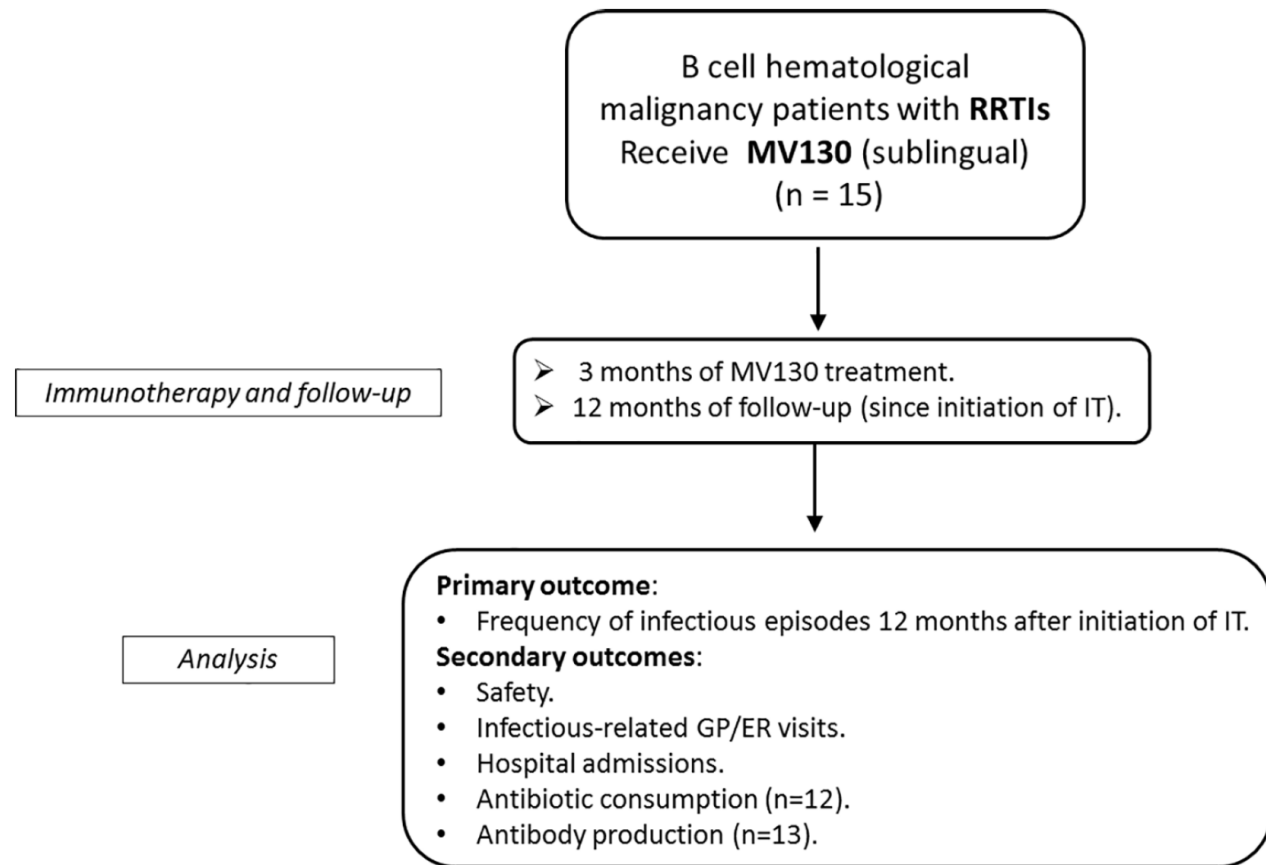 B cell hematological
malignancy patients with RRTIs
Receive MV130 (sublingual)
(n = 15)
Immunotherapy and follow-up
➢ 3 months of MV130 treatment.
➢ 12 months of follow-up (since initiation of IT).
Analysis
Primary outcome:
• Frequency of infectious episodes 12 months after initiation of IT.
Secondary outcomes:
• Safety.
• Infectious-related GP/ER visits.
• Hospital admissions.
• Antibiotic consumption (n=12).
• Antibody production (n=13).